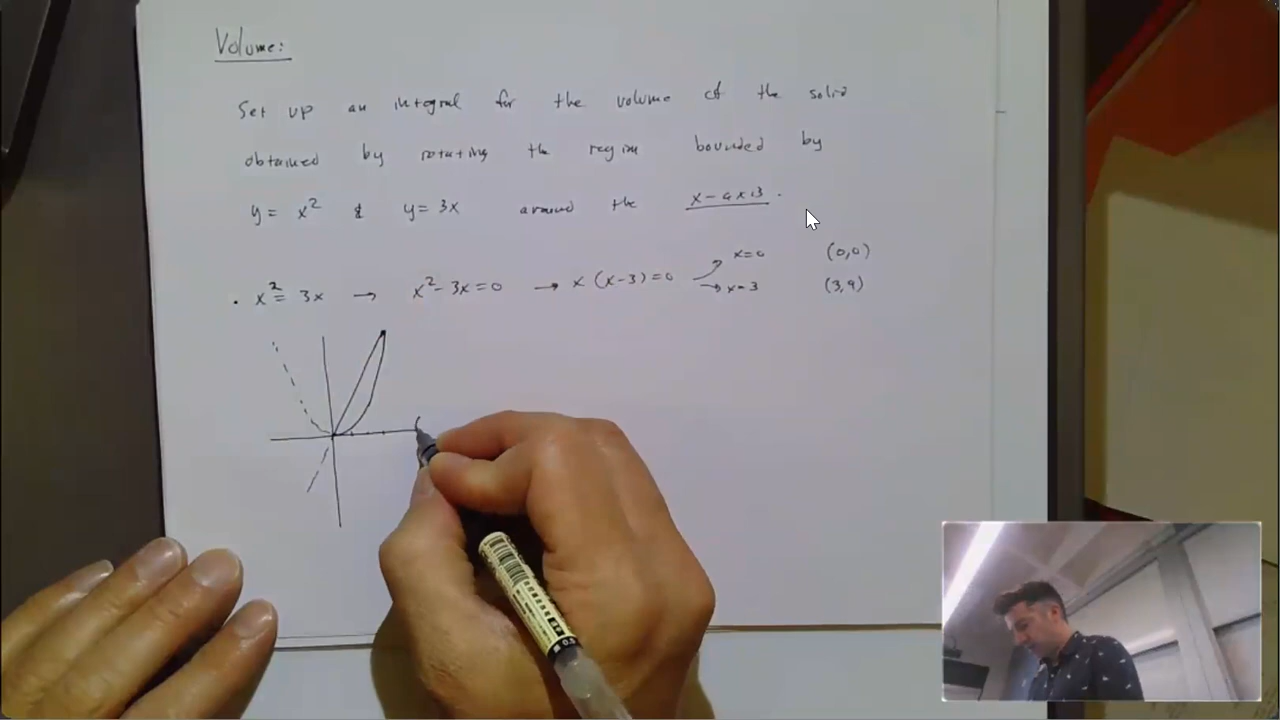 Volume:
Set up an integral for the volume of the solid
obtained by rotating the region bounded by
y = x² & y = 3x around the x-axis.
. x² = 3x → x² - 3x = 0 → x (x-3) = 0 → x=0 (0,0)
→ x=3 (3,9)